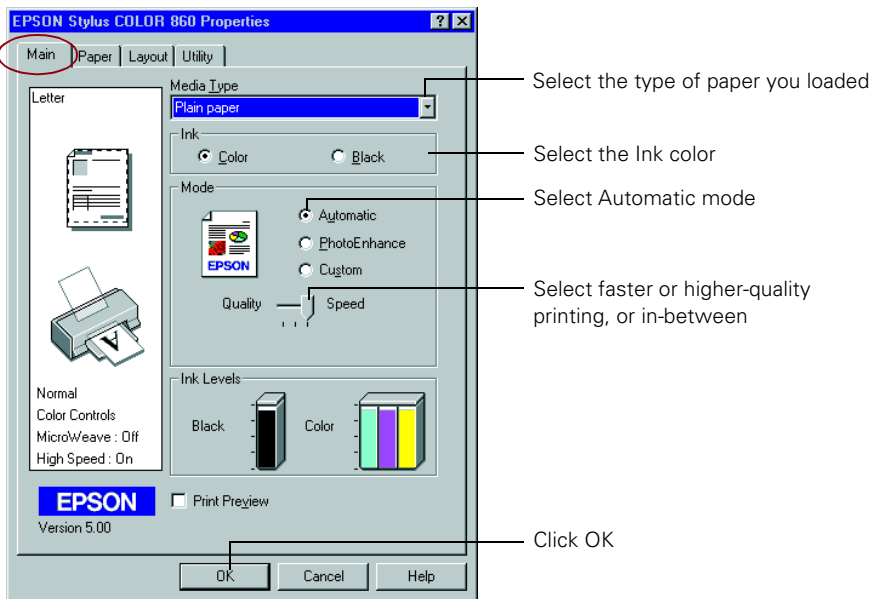 EPSON Stylus COLOR 860 Properties
Main Paper Layout Utility
Letter
Media Type
Plain paper
Select the type of paper you loaded
Ink
Color Black
Select the Ink color
Mode
Automatic
Select Automatic mode
PhotoEnhance
Custom
EPSON
Quality Speed
Select faster or higher-quality
printing, or in-between
A
Ink Levels
Black Color
Normal
Color Controls
MicroWeave : Off
High Speed : On
EPSON
Version 5.00
Print Preview
Click OK
OK Cancel Help